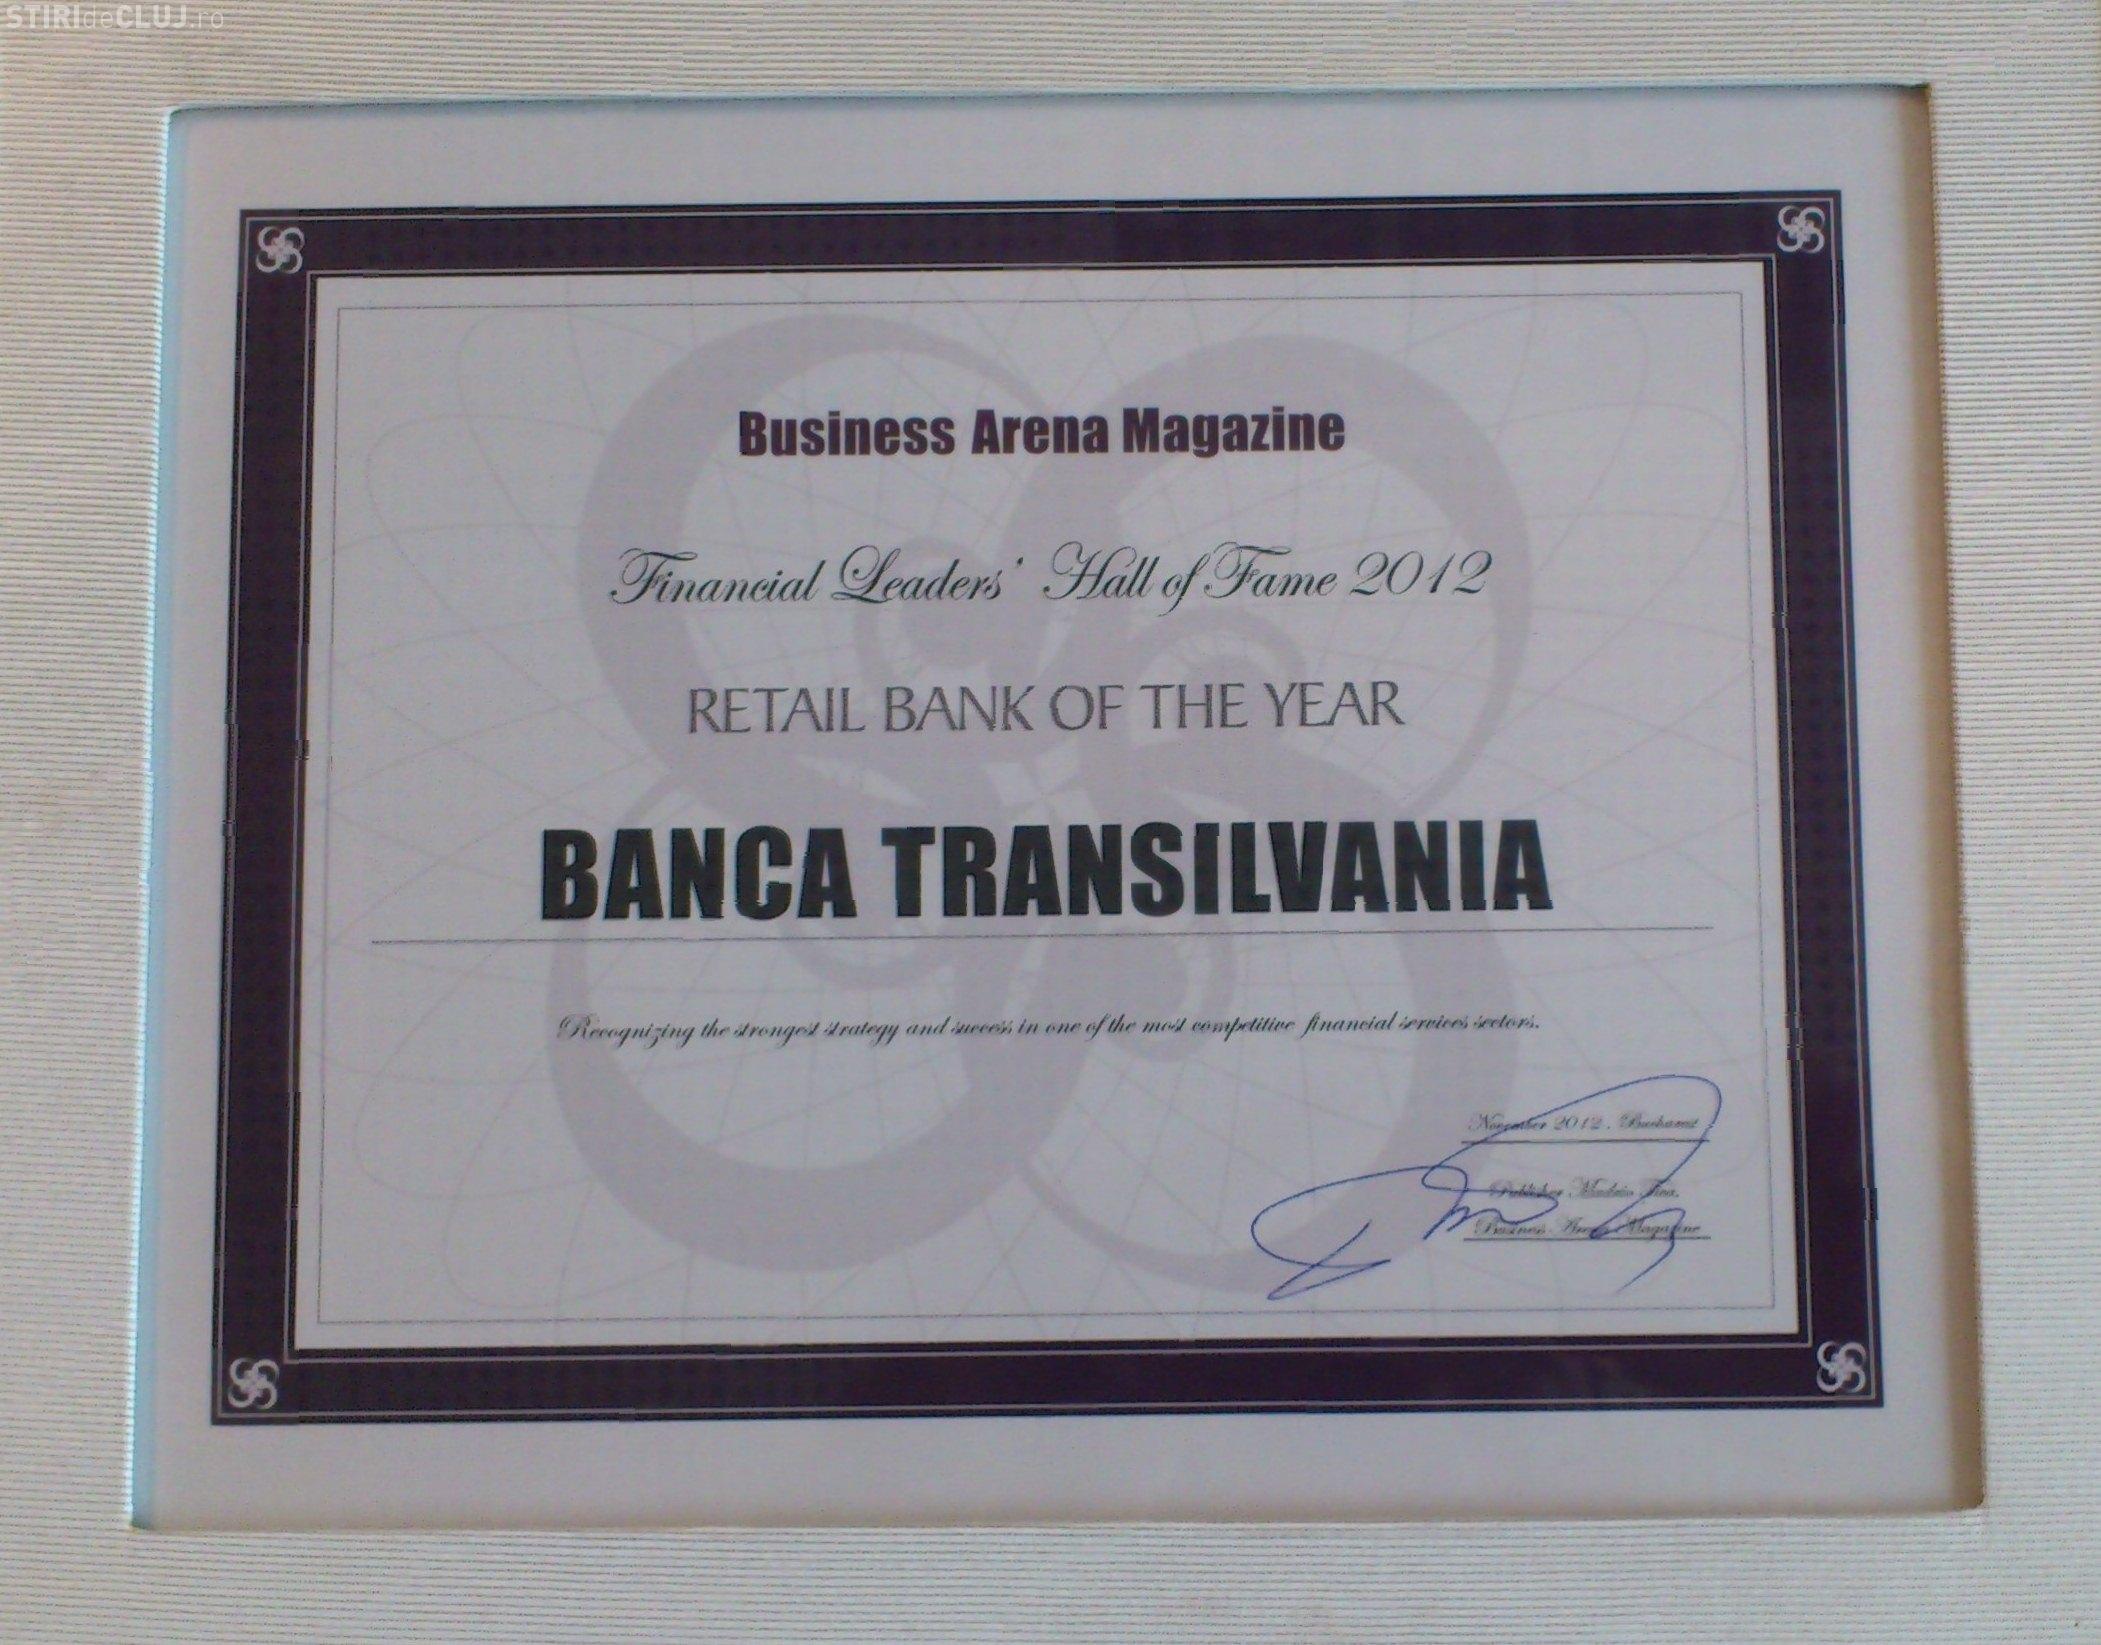 STIRIdeCLUJ.ro
Business Arena Magazine
Financial Leaders' Hall of Fame 2012
RETAIL BANK OF THE YEAR
BANCA TRANSILVANIA
Recognizing the strongest strategy and success in one of the most competitive financial services sectors.
November 2012, Bucharest
Publisher
Business Arena Magazine